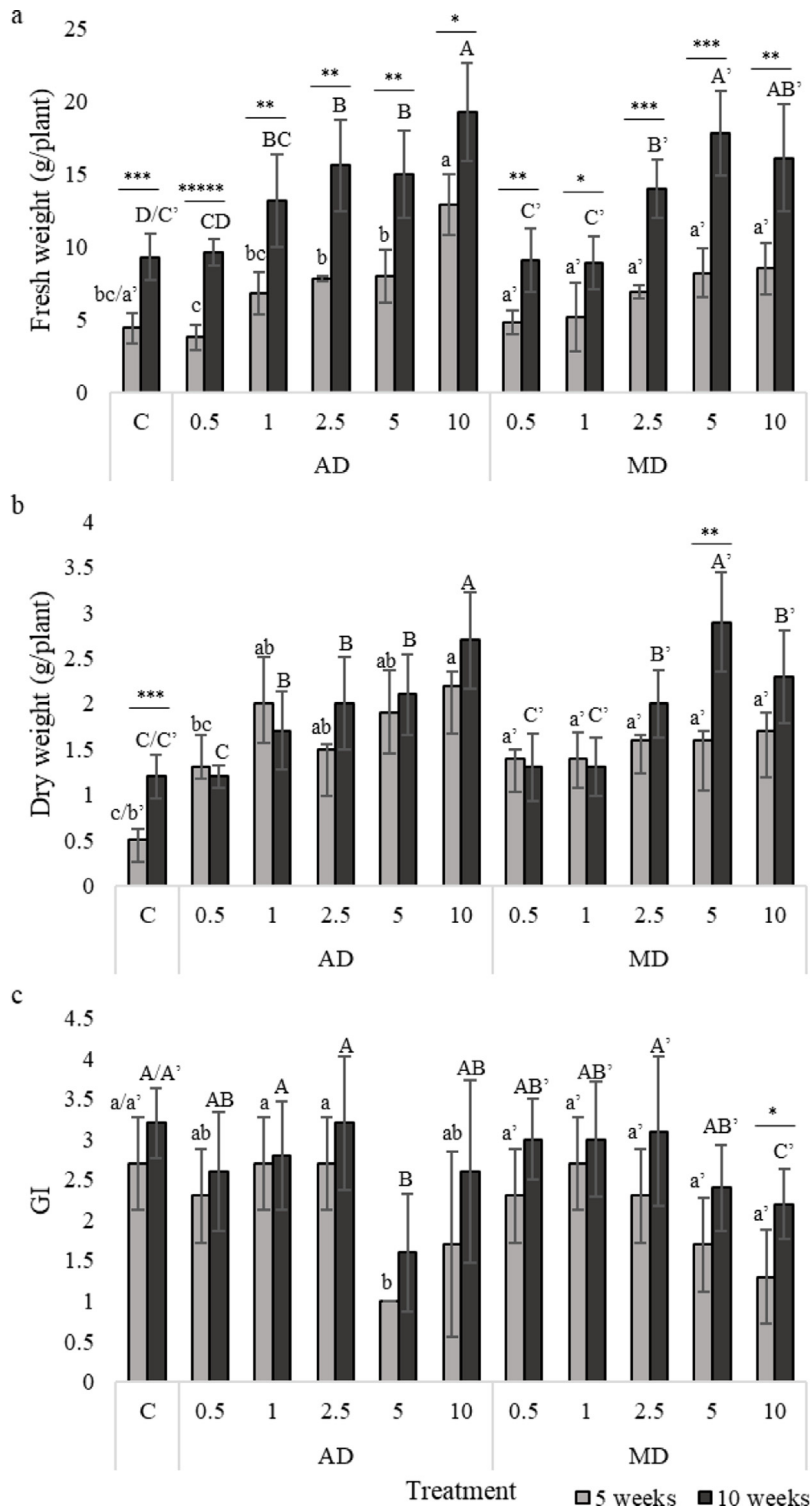 a
Fresh weight (g/plant)
25
20
15
10
5
0
*** ***** ** ** ** * ** * *** *** **
D/C’ CD BC B B A C’ C’ B’ A’ AB’
bc/a’ c bc b b a a’ a’ a’ a’ a’
C 0.5 1 2.5 5 10 0.5 1 2.5 5 10
AD MD
b
Dry weight (g/plant)
4
3.5
3
2.5
2
1.5
1
0.5
0
*** **
C/C’ C B B B A C’ C’ B’ A’ B’
c/b’ bc ab ab ab a a’ a’ a’ a’ a’
C 0.5 1 2.5 5 10 0.5 1 2.5 5 10
AD MD
c
GI
4.5
4
3.5
3
2.5
2
1.5
1
0.5
0
*
A/A’ AB A A B AB AB’ AB’ A’ AB’ C’
a/a’ ab a a b ab a’ a’ a’ a’ a’
C 0.5 1 2.5 5 10 0.5 1 2.5 5 10
AD MD
Treatment
5 weeks 10 weeks